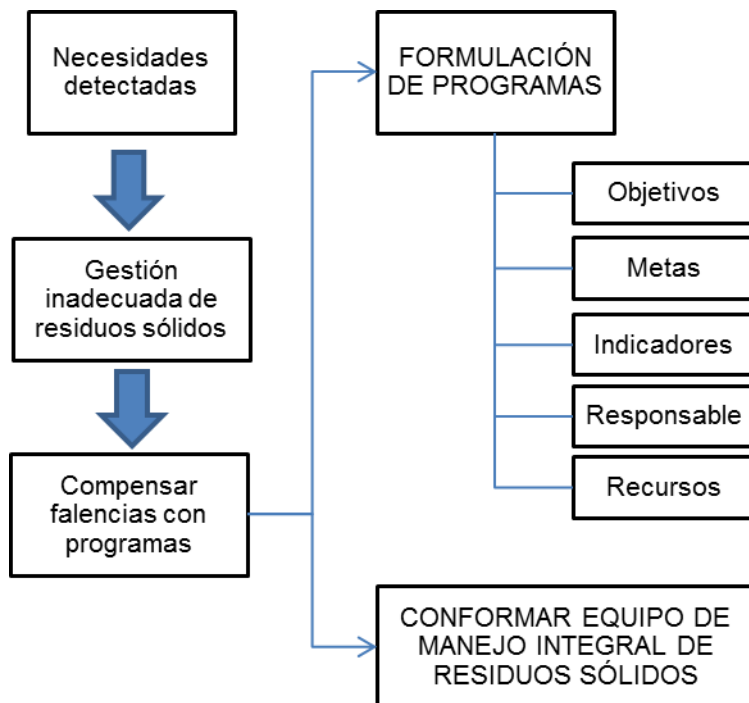 Necesidades
detectadas
Gestión
inadecuada de
residuos sólidos
Compensar
falencias con
programas
FORMULACIÓN
DE PROGRAMAS
Objetivos
Metas
Indicadores
Responsable
Recursos
CONFORMAR EQUIPO DE
MANEJO INTEGRAL DE
RESIDUOS SÓLIDOS